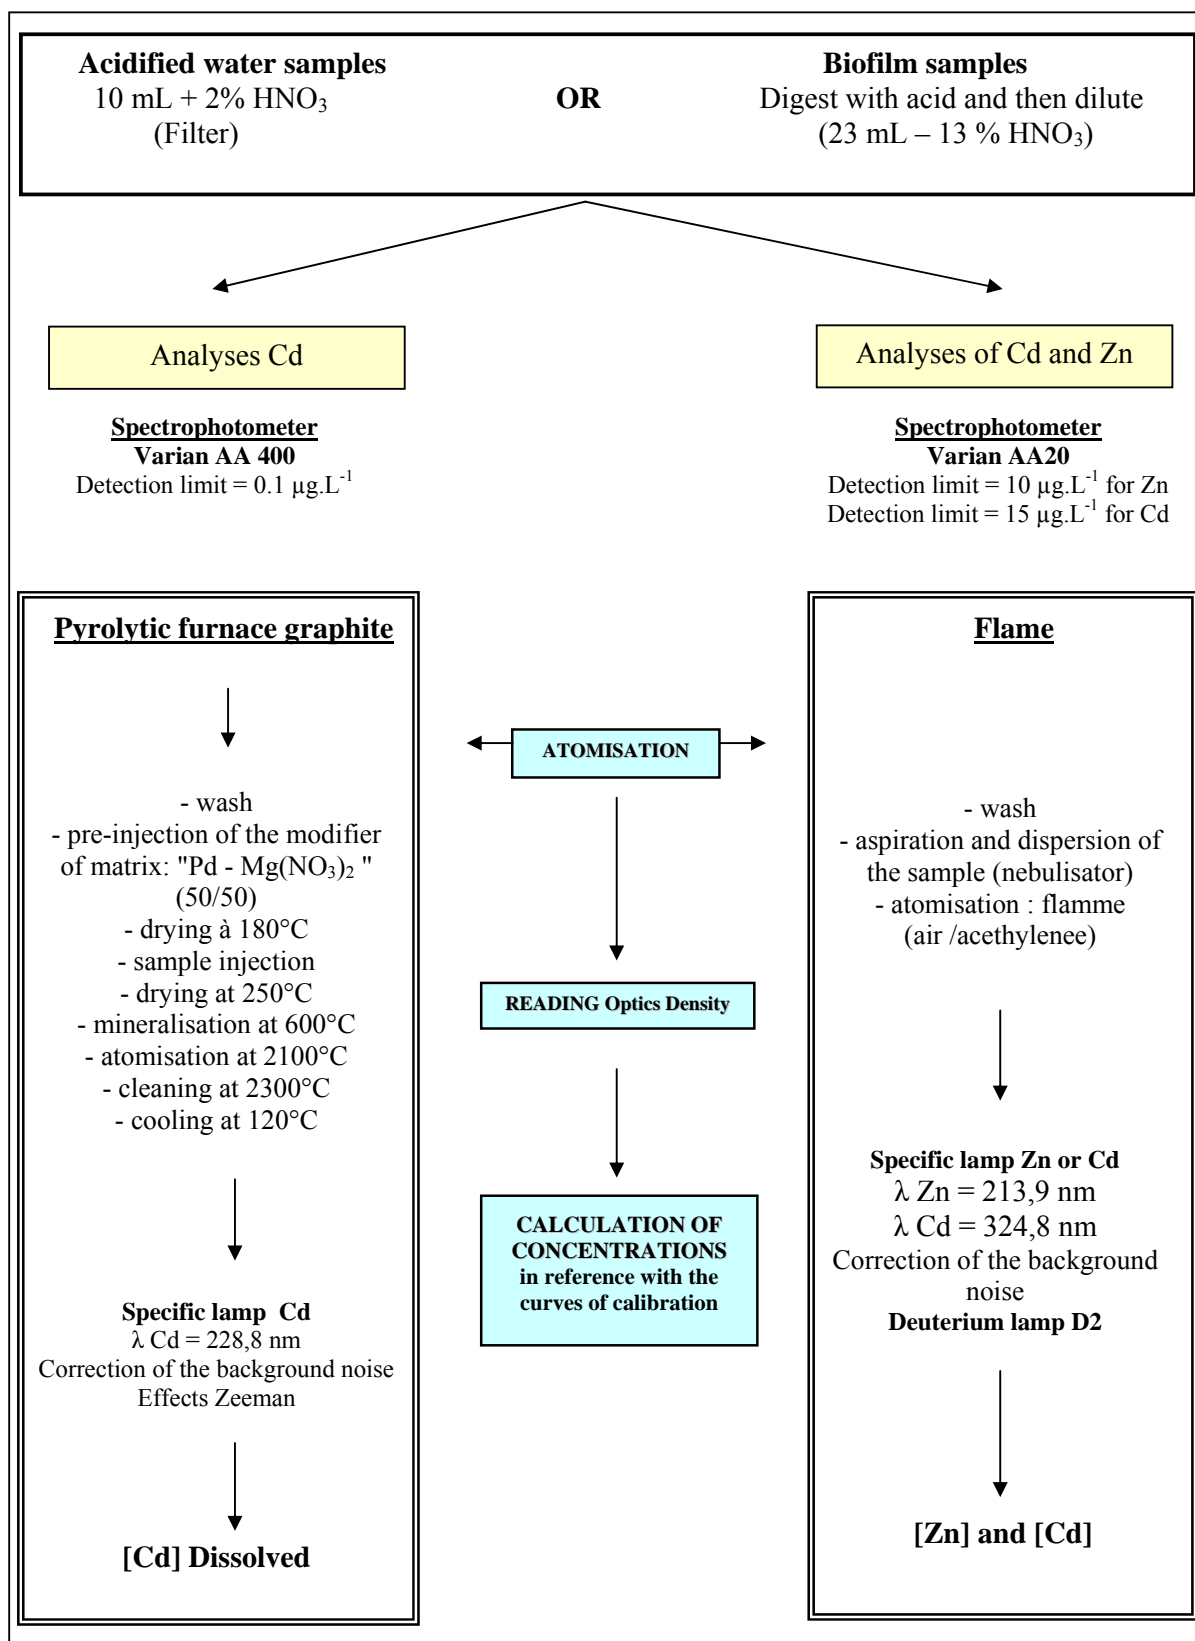 Acidified water samples
10 mL + 2% HNO₃
(Filter)
OR
Biofilm samples
Digest with acid and then dilute
(23 mL – 13 % HNO₃)
Analyses Cd
Spectrophotometer
Varian AA 400
Detection limit = 0.1 µg.L⁻¹
Analyses of Cd and Zn
Spectrophotometer
Varian AA20
Detection limit = 10 µg.L⁻¹ for Zn
Detection limit = 15 µg.L⁻¹ for Cd
Pyrolytic furnace graphite
- wash
- pre-injection of the modifier
of matrix: "Pd - Mg(NO₃)₂ "
(50/50)
- drying à 180°C
- sample injection
- drying at 250°C
- mineralisation at 600°C
- atomisation at 2100°C
- cleaning at 2300°C
- cooling at 120°C
Specific lamp Cd
λ Cd = 228,8 nm
Correction of the background noise
Effects Zeeman
[Cd] Dissolved
ATOMISATION
READING Optics Density
CALCULATION OF
CONCENTRATIONS
in reference with the
curves of calibration
Flame
- wash
- aspiration and dispersion of
the sample (nebulisator)
- atomisation : flamme
(air /acethylenee)
Specific lamp Zn or Cd
λ Zn = 213,9 nm
λ Cd = 324,8 nm
Correction of the background
noise
Deuterium lamp D2
[Zn] and [Cd]